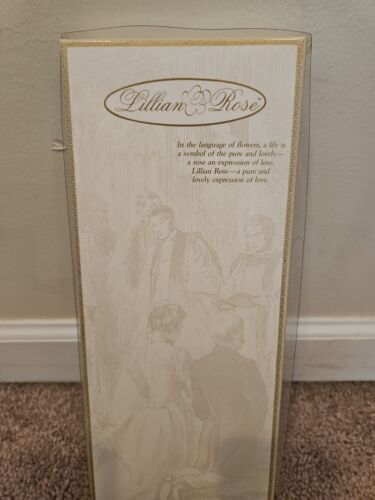 Lillian Rose®
In the language of flowers, a lily is
a symbol of the pure and lovely—
a rose an expression of love.
Lillian Rose—a pure and
lovely expression of love.